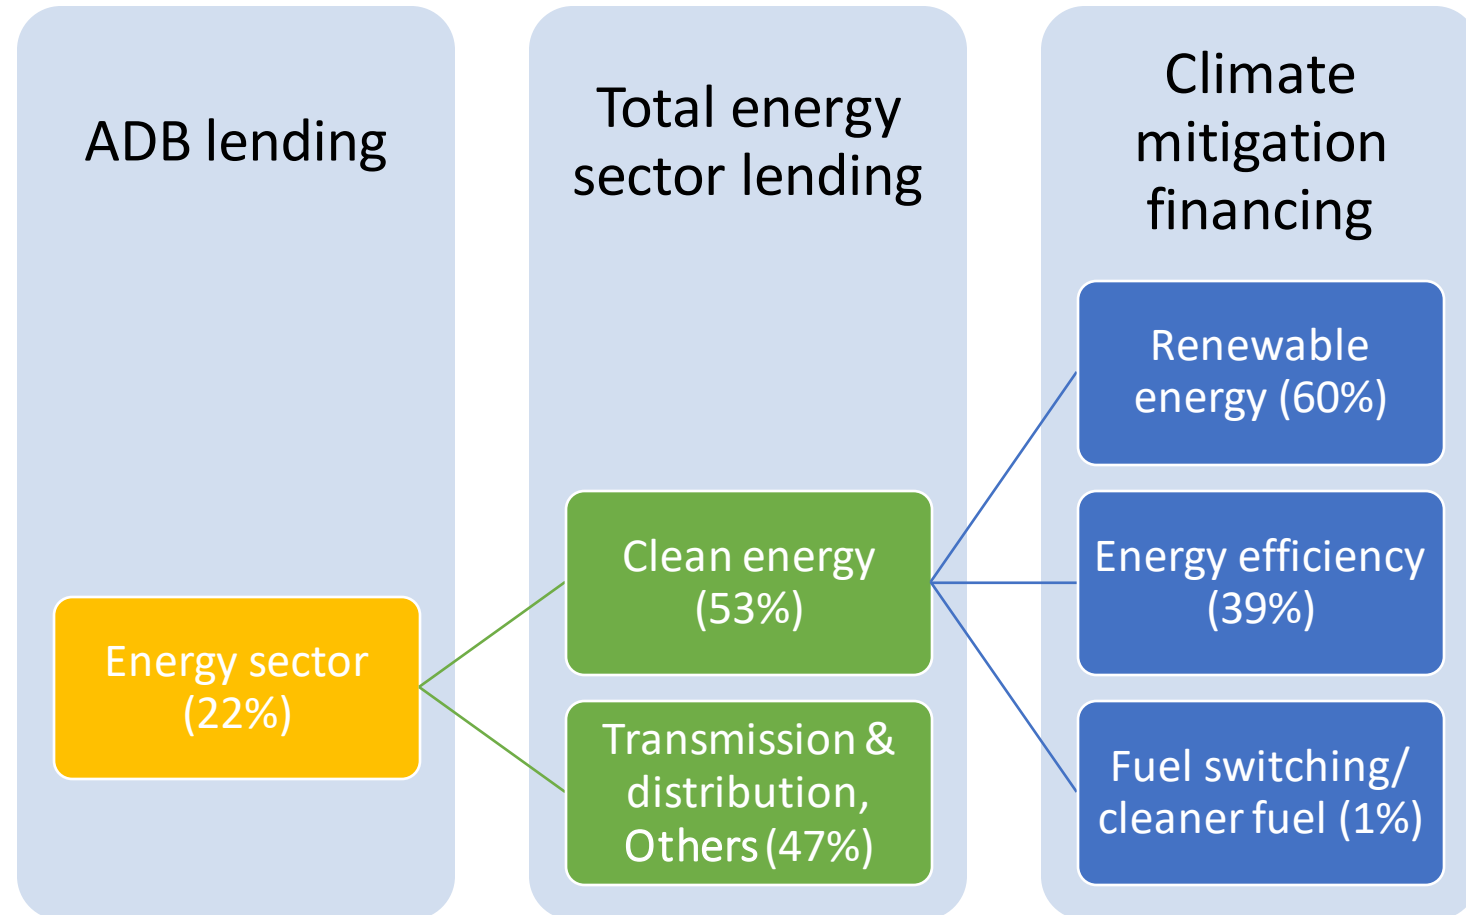 ADB lending
Total energy
sector lending
Climate
mitigation
financing
Energy sector
(22%)
Clean energy
(53%)
Transmission &
distribution,
Others (47%)
Renewable
energy (60%)
Energy efficiency
(39%)
Fuel switching/
cleaner fuel (1%)